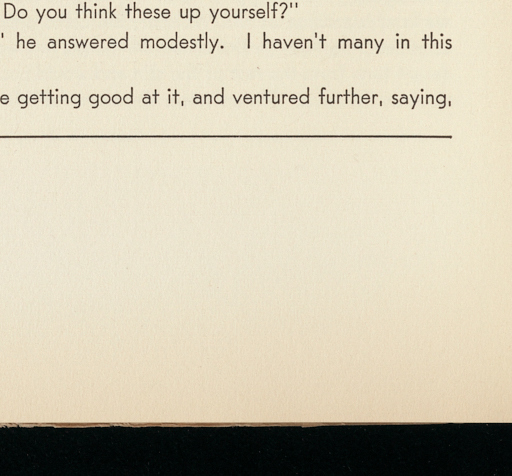 Do you think these up yourself?"
' he answered modestly. I haven't many in this
e getting good at it, and ventured further, saying,